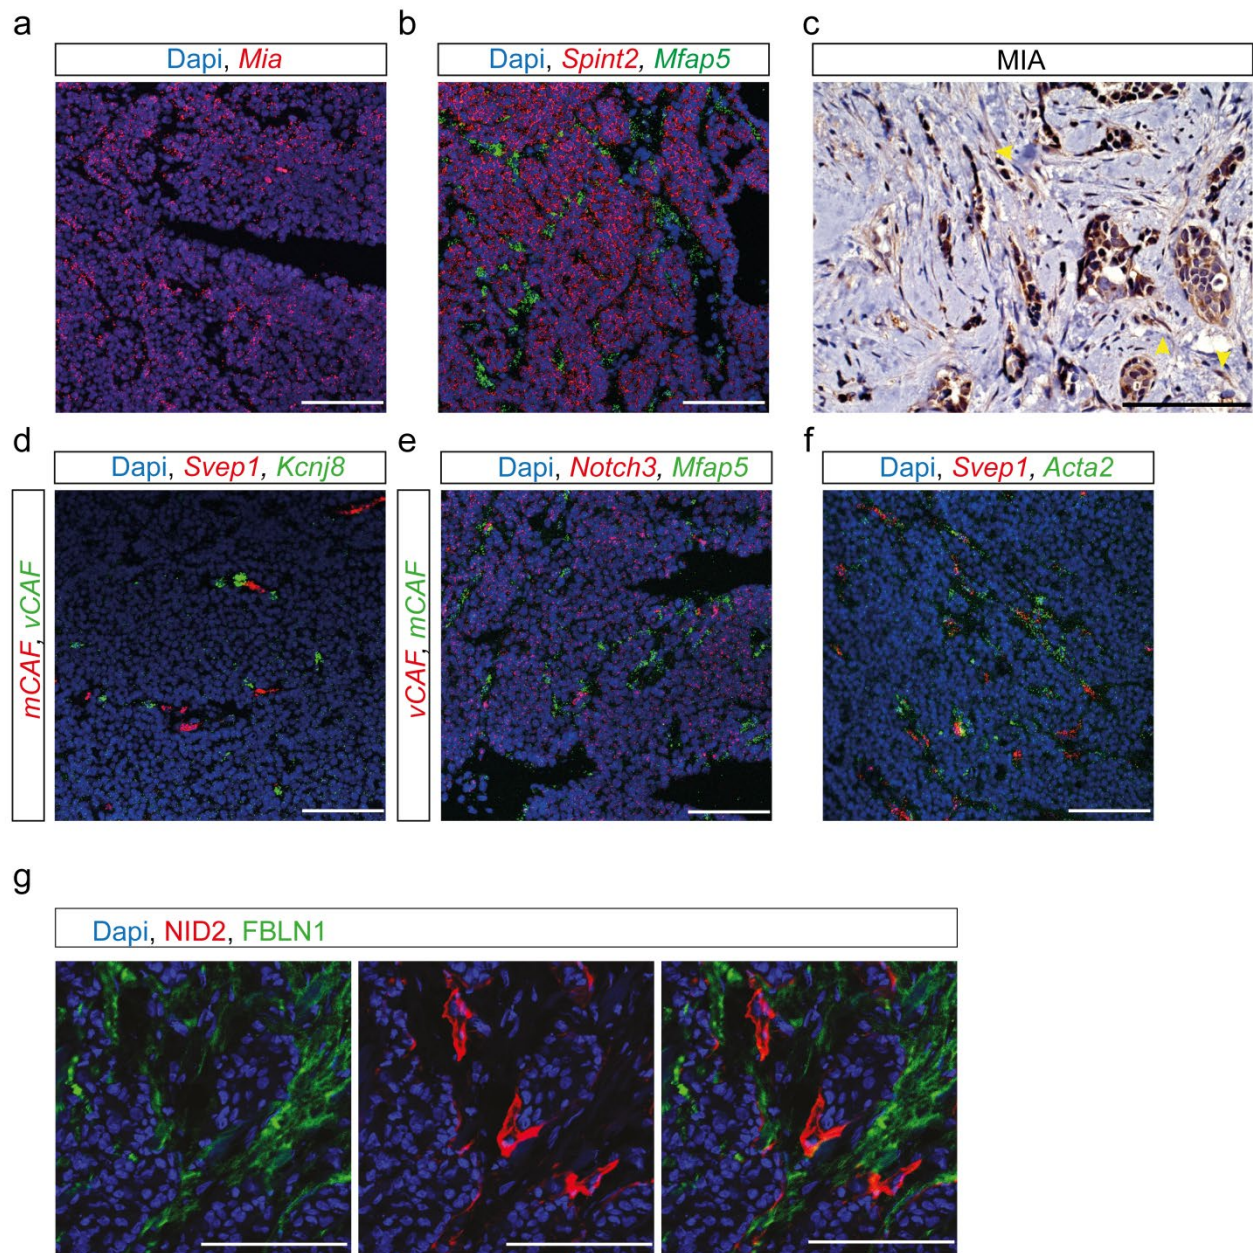 a
Dapi, Mia
b
Dapi, Spint2, Mfap5
c
MIA
d
Dapi, Svep1, Kcnj8
mCAF, vCAF
e
Dapi, Notch3, Mfap5
vCAF, mCAF
f
Dapi, Svep1, Acta2
g
Dapi, NID2, FBLN1